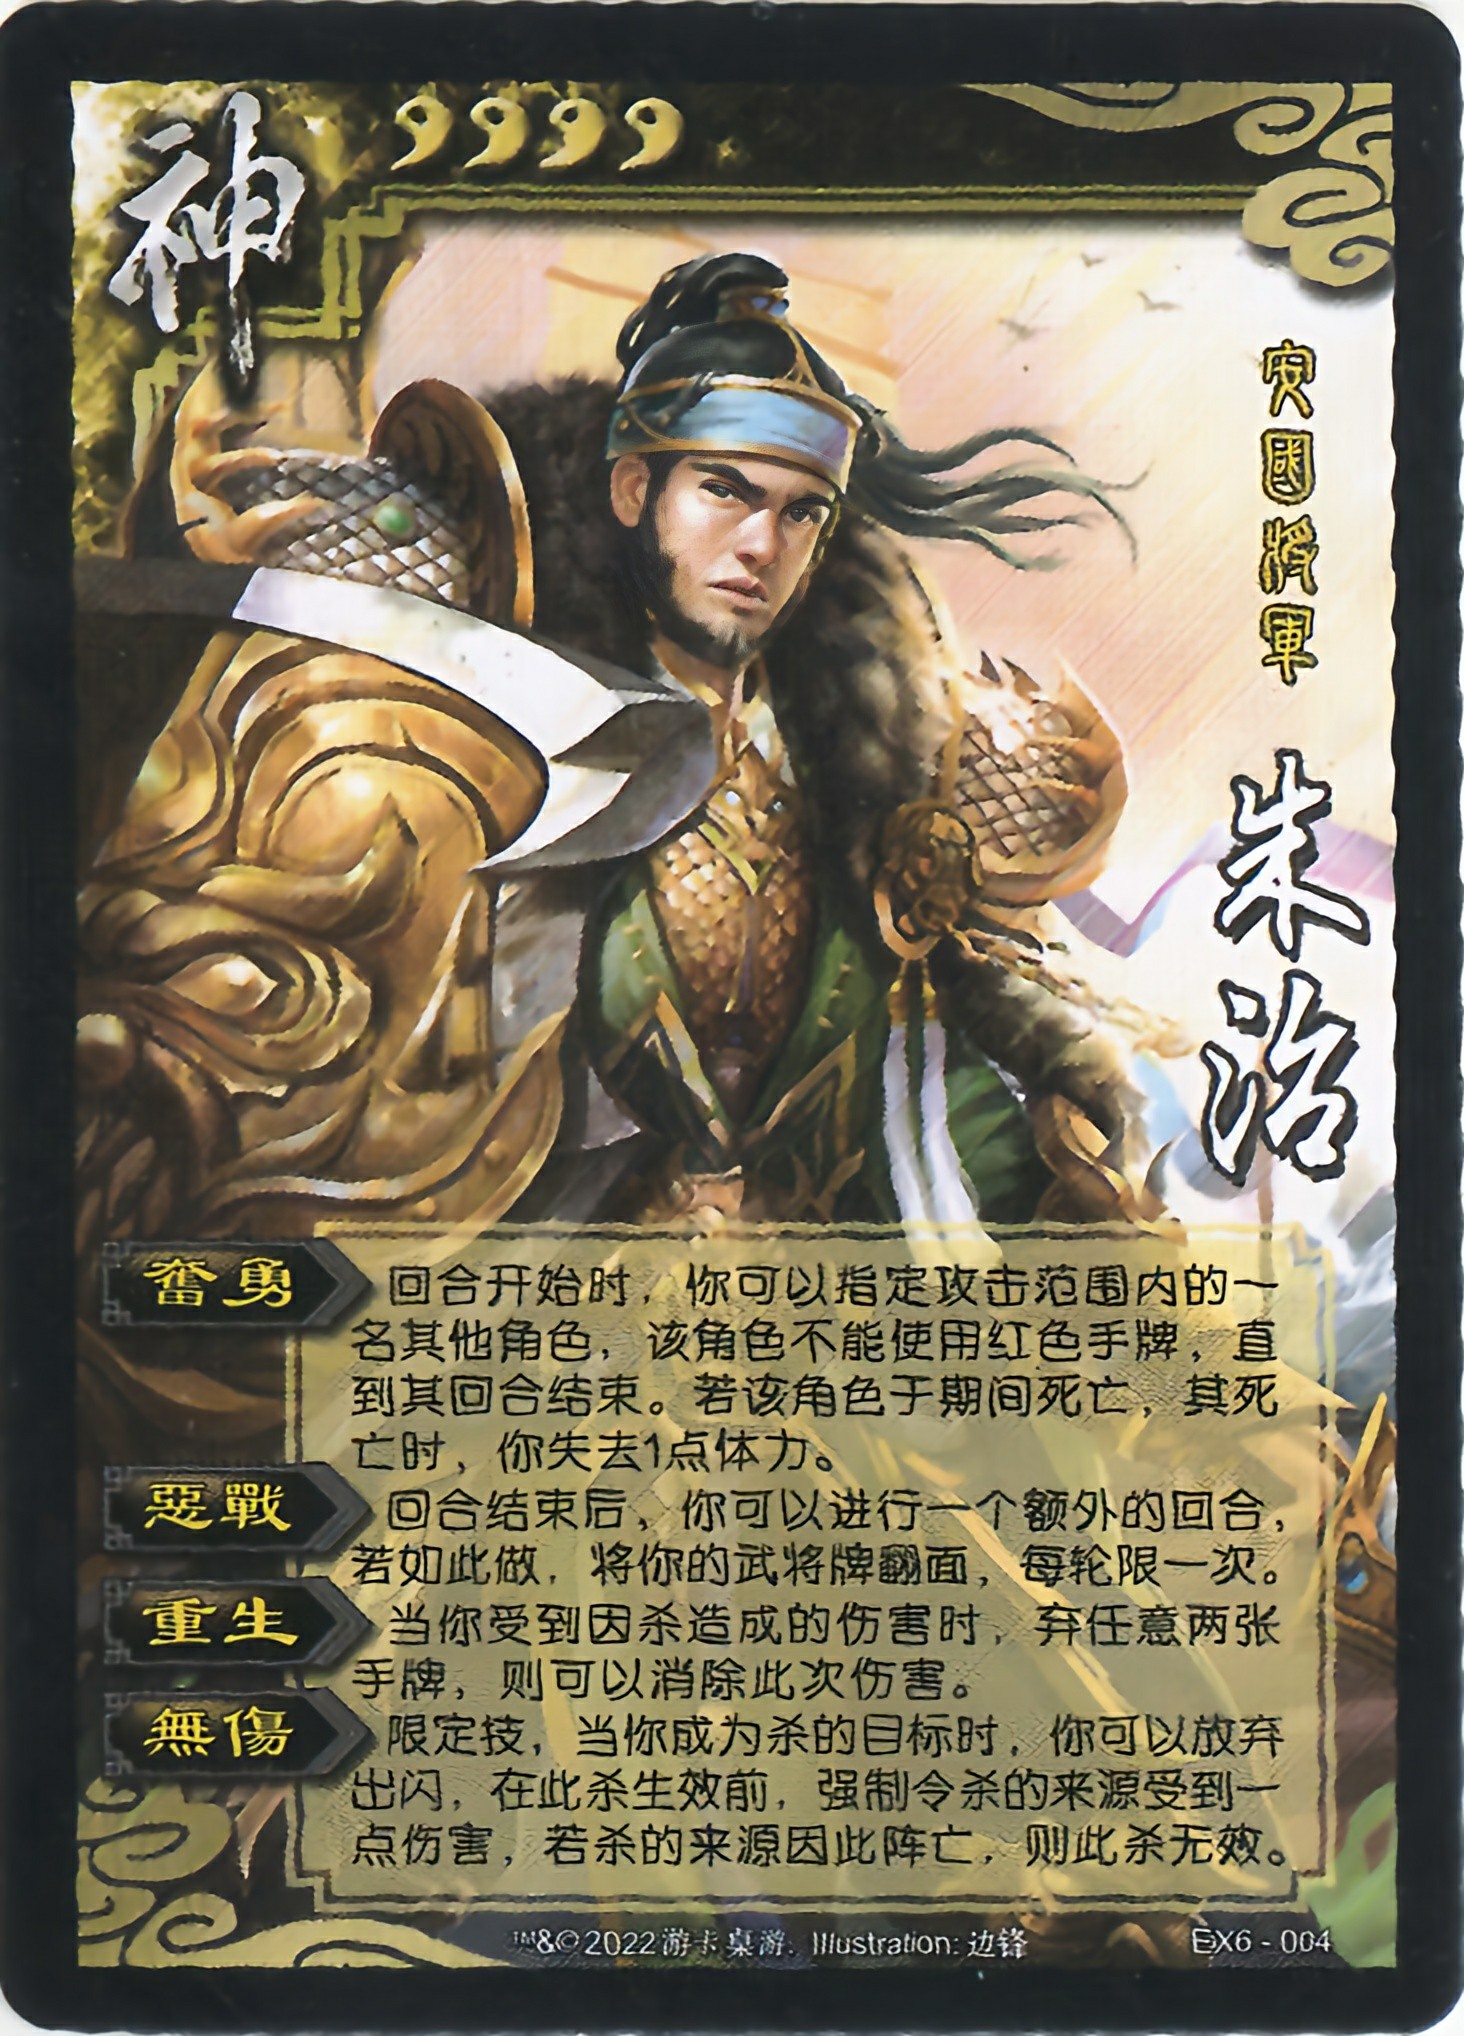 神
安國将軍
朱治
奮勇
回合开始时，你可以指定攻击范围内的一
名其他角色，该角色不能使用红色手牌，直
到其回合结束。若该角色于期间死亡，其死
亡时，你失去1点体力。
惡戰
回合结束后，你可以进行一个额外的回合，
若如此做，将你的武将牌翻面，每轮限一次。
重生
当你受到因杀造成的伤害时，弃任意两张
手牌，则可以消除此次伤害。
無傷
限定技，当你成为杀的目标时，你可以放弃
出闪，在此杀生效前，强制令杀的来源受到一
点伤害，若杀的来源因此阵亡，则此杀无效。
™&©2022游卡桌游. Illustration: 边锋
EX6 - 004